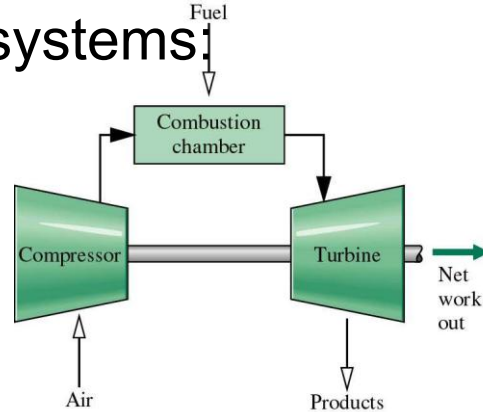 systems:
Fuel
Combustion
chamber
Compressor
Turbine
Net
work
out
Air
Products